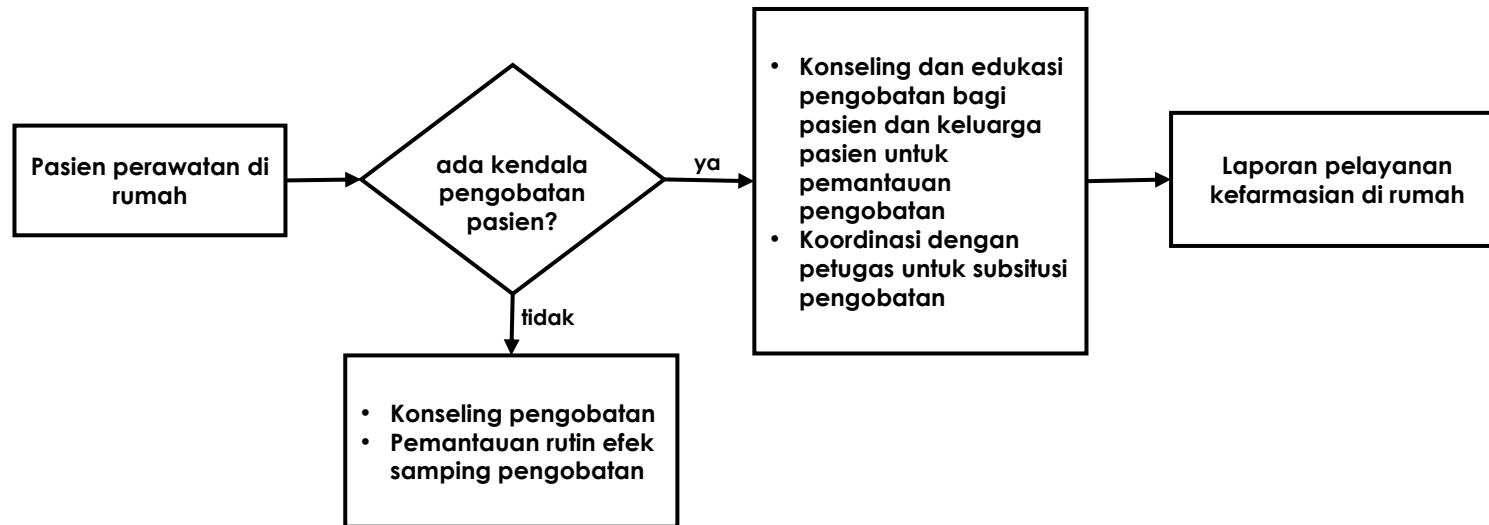 Pasien perawatan di
rumah
ada kendala
pengobatan
pasien?
ya
• Konseling dan edukasi
pengobatan bagi
pasien dan keluarga
pasien untuk
pemantauan
pengobatan
• Koordinasi dengan
petugas untuk subsitusi
pengobatan
Laporan pelayanan
kefarmasian di rumah
tidak
• Konseling pengobatan
• Pemantauan rutin efek
samping pengobatan